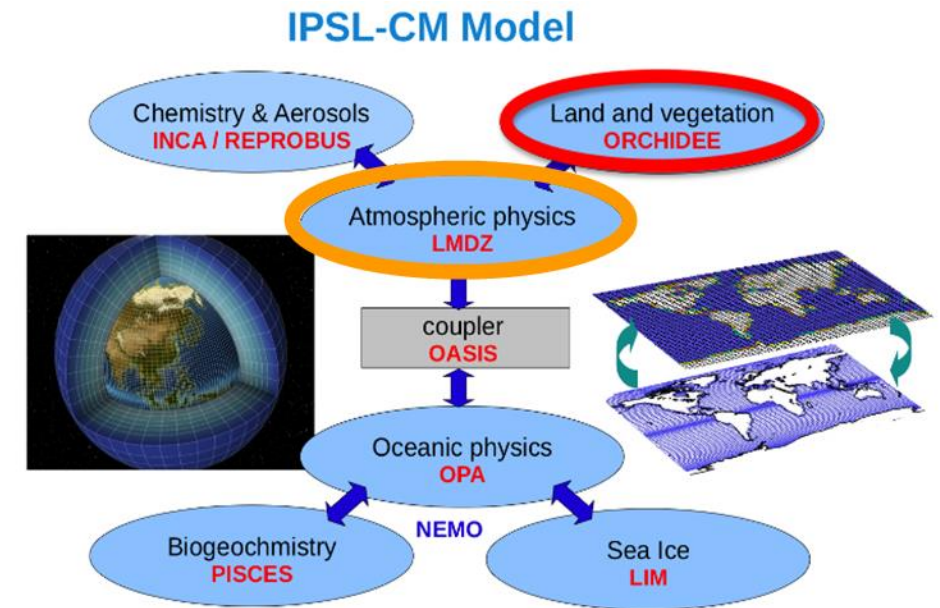 IPSL-CM Model
Chemistry & Aerosols
INCA / REPROBUS
Land and vegetation
ORCHIDEE
Atmospheric physics
LMDZ
coupler
OASIS
Oceanic physics
OPA
NEMO
Biogeochmistry
PISCES
Sea Ice
LIM